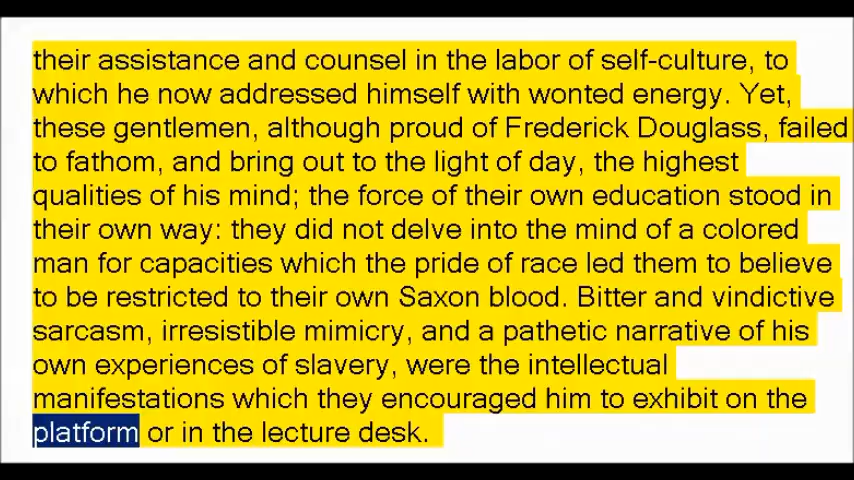 their assistance and counsel in the labor of self-culture, to
which he now addressed himself with wonted energy. Yet,
these gentlemen, although proud of Frederick Douglass, failed
to fathom, and bring out to the light of day, the highest
qualities of his mind; the force of their own education stood in
their own way: they did not delve into the mind of a colored
man for capacities which the pride of race led them to believe
to be restricted to their own Saxon blood. Bitter and vindictive
sarcasm, irresistible mimicry, and a pathetic narrative of his
own experiences of slavery, were the intellectual
manifestations which they encouraged him to exhibit on the
platform or in the lecture desk.